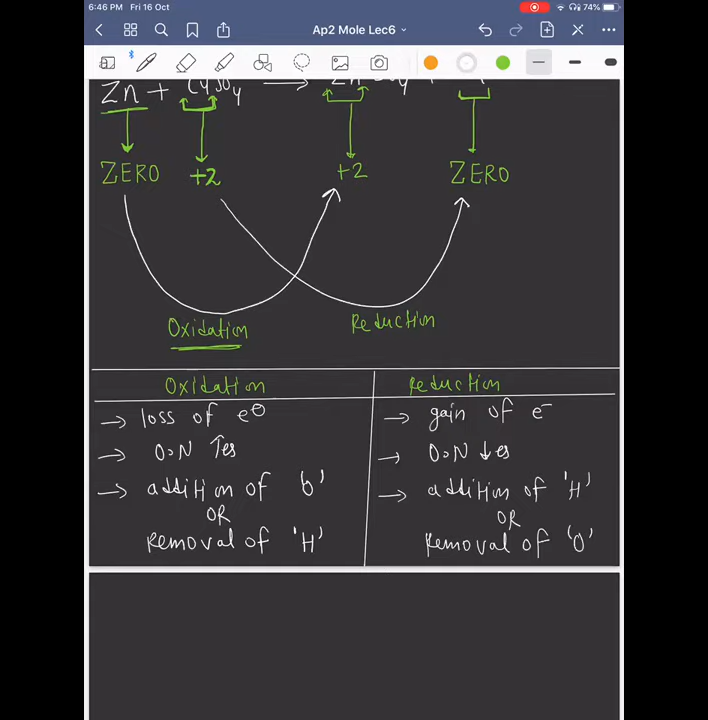 6:46 PM Fri 16 Oct 74%
Ap2 Mole Lec6
Zn +
ZERO +2 +2 ZERO
Oxidation Reduction
Oxidation Reduction
→ loss of e⊖ → gain of e⁻
→ O.N ↑es → O.N ↓es
→ addition of 'O' → addition of 'H'
OR OR
Removal of 'H' Removal of 'O'